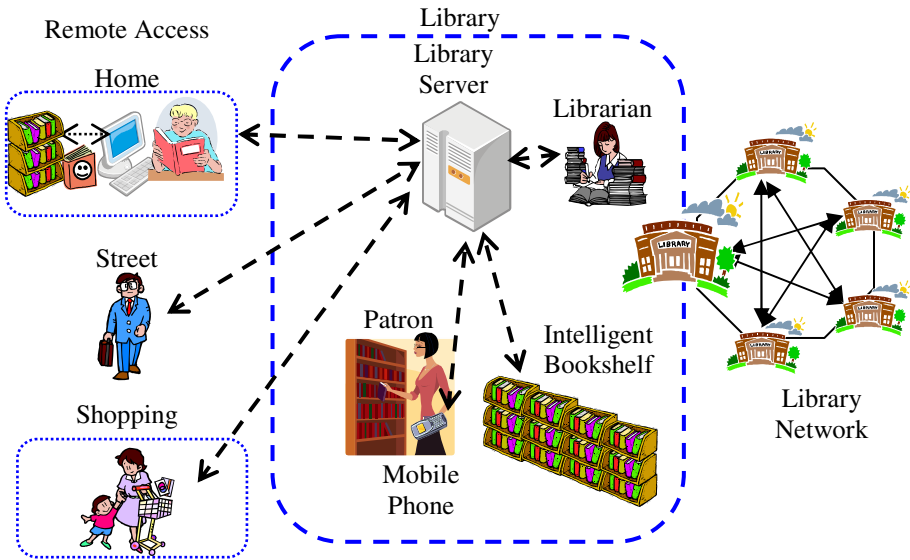 Library
Remote Access
Library
Server
Home
Librarian
LIBRARY
LIBRARY
LIBRARY
Street
Patron
Intelligent
Bookshelf
LIBRARY
LIBRARY
Shopping
Library
Network
Mobile
Phone